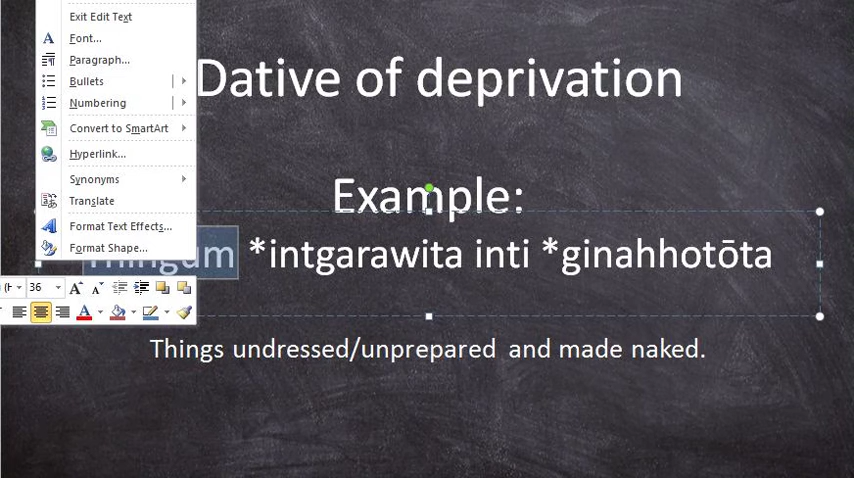 Exit Edit Text
Font...
Paragraph...
Bullets
Numbering
Convert to SmartArt
Hyperlink...
Synonyms
Translate
Format Text Effects...
Format Shape...
36
Dative of deprivation
Example:
*intgarawita inti *ginahhotōta
Things undressed/unprepared and made naked.